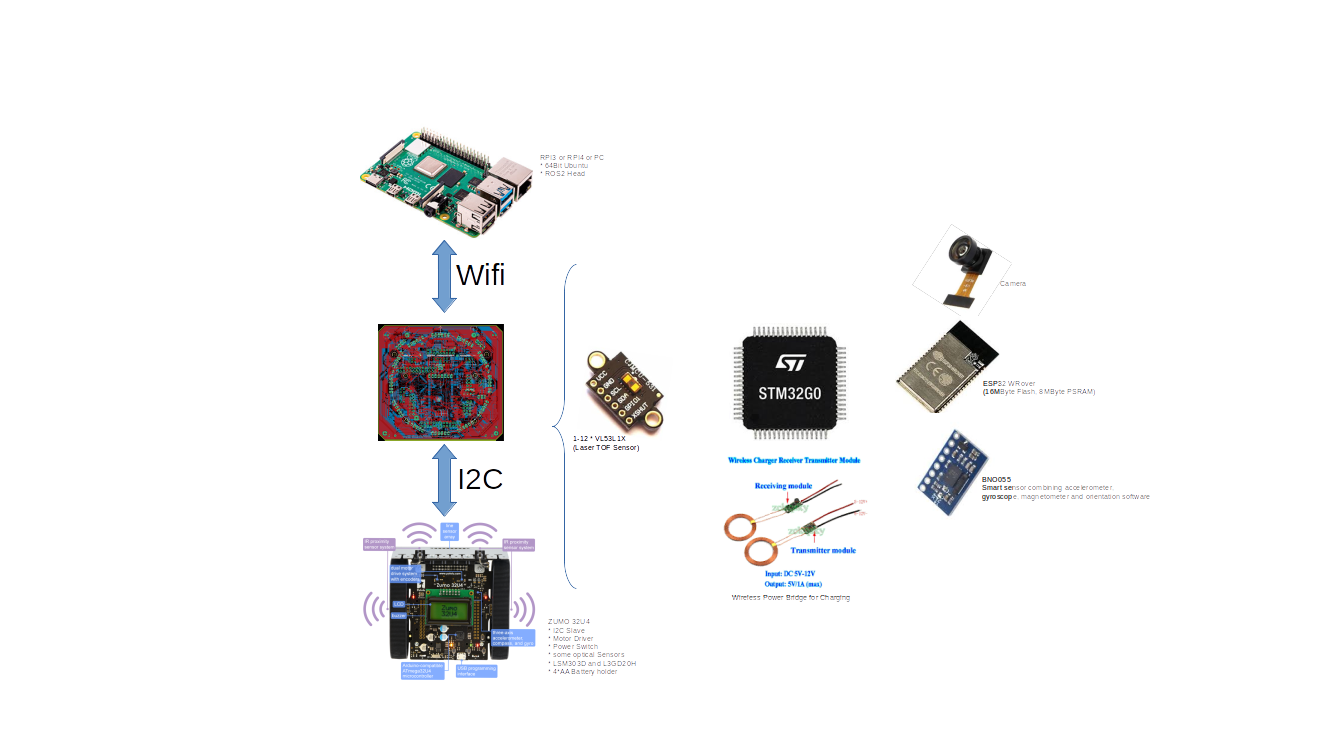 RPI3 or RPI4 or PC
* 64Bit Ubuntu
* ROS2 Head
Wifi
Camera
VCC
GND
SCL
SDA
GPIO1
XSHUT
STM32G0
ESP32 WRover
(16MByte Flash, 8MByte PSRAM)
1-12 * VL53L1X
(Laser TOF Sensor)
I2C
Wireless Charger Receiver Transmitter Module
Receiving module
Transmitter module
Input: DC 5V-12V
Output: 5V/1A (max)
Wireless Power Bridge for Charging
BNO055
Smart sensor combining accelerometer,
gyroscope, magnetometer and orientation software
line
sensor
array
IR proximity
sensor system
IR proximity
sensor system
dual motor
drive system
with encoders
Zumo 32U4
LCD
Zumo
32U4
buzzer
three-axis
accelerometer,
compass, and gyro
Arduino-compatible
ATmega32U4
microcontroller
USB programming
interface
ZUMO 32U4
* I2C Slave
* Motor Driver
* Power Switch
* some optical Sensors
* LSM303D and L3GD20H
* 4*AA Battery holder